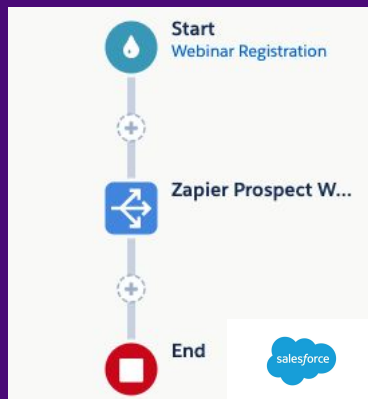 Start
Webinar Registration
Zapier Prospect W...
End
salesforce